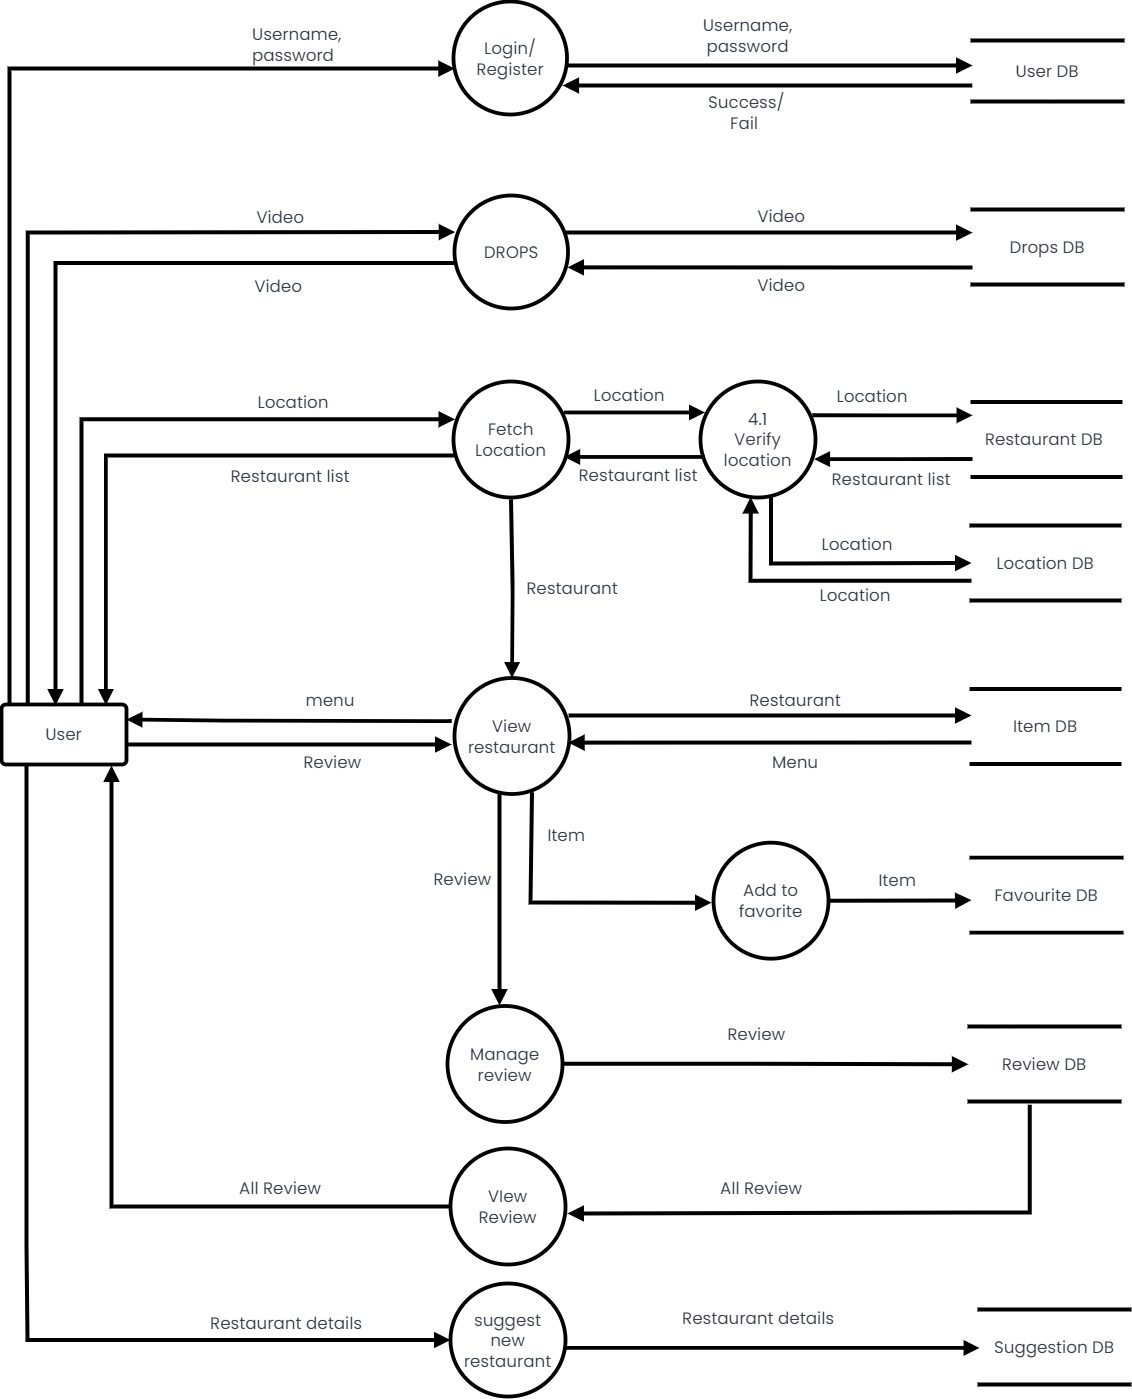 Username,
password
Login/
Register
Username,
password
User DB
Success/
Fail
Video
DROPS
Video
Drops DB
Video
Video
Location
Fetch
Location
Location
4.1
Verify
location
Location
Restaurant DB
Restaurant list
Restaurant list
Restaurant list
Location
Location DB
Location
Restaurant
menu
User
Review
View
restaurant
Restaurant
Item DB
Menu
Item
Review
Add to
favorite
Item
Favourite DB
Manage
review
Review
Review DB
All Review
VIew
Review
All Review
Restaurant details
suggest
new
restaurant
Restaurant details
Suggestion DB